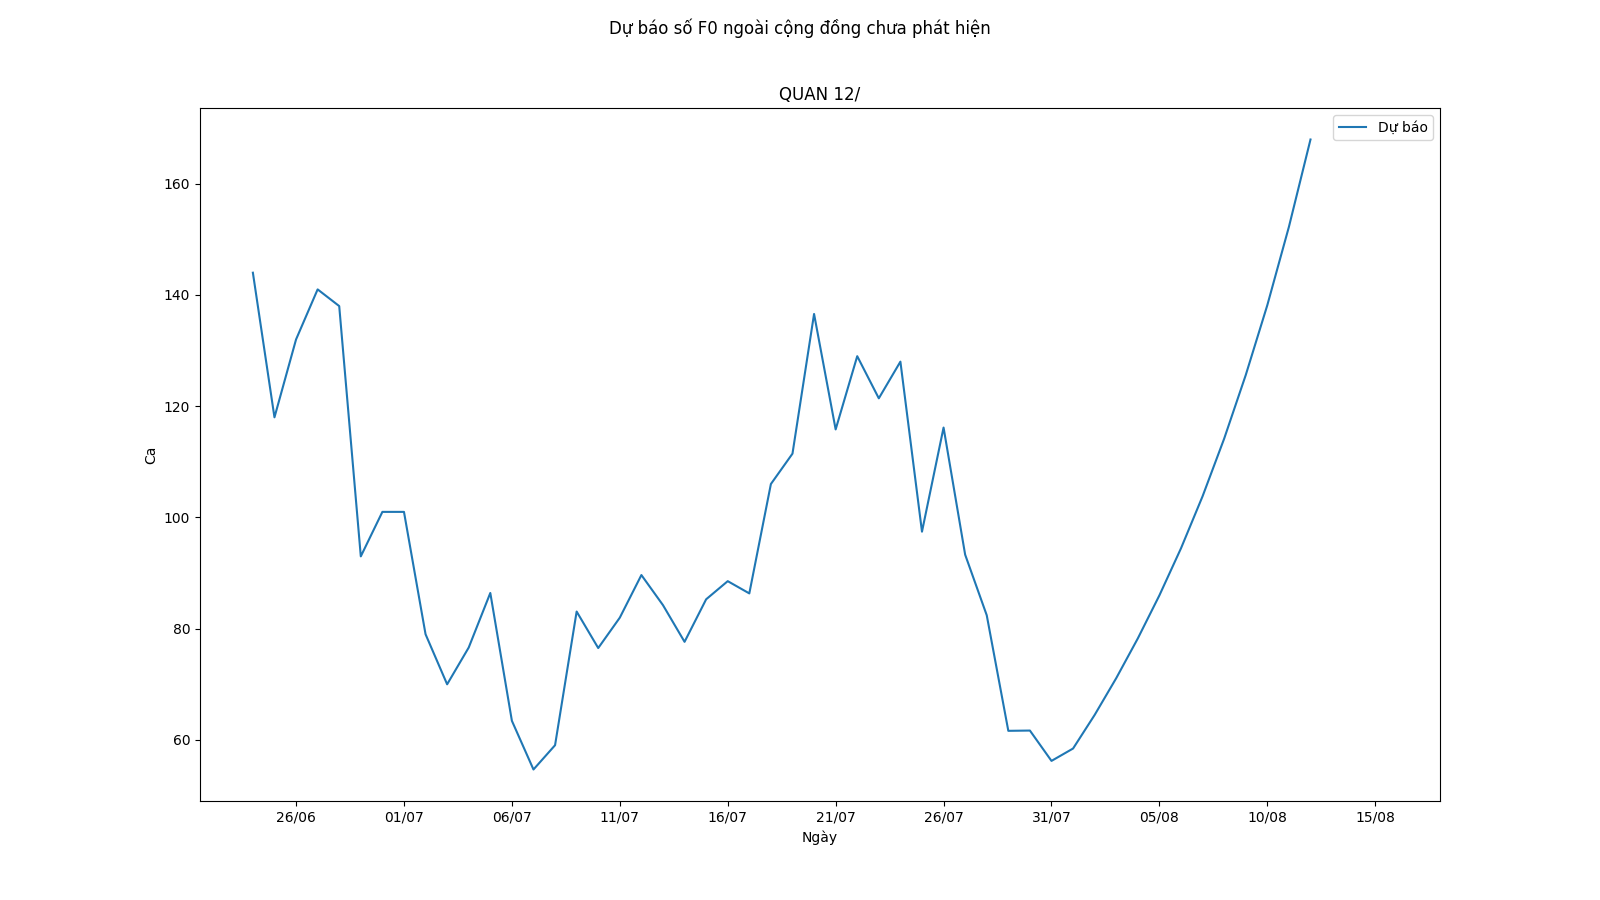 Dự báo số F0 ngoài cộng đồng chưa phát hiện
QUAN 12/
Dự báo
160
140
120
100
80
60
Ca
26/06 01/07 06/07 11/07 16/07 21/07 26/07 31/07 05/08 10/08 15/08
Ngày